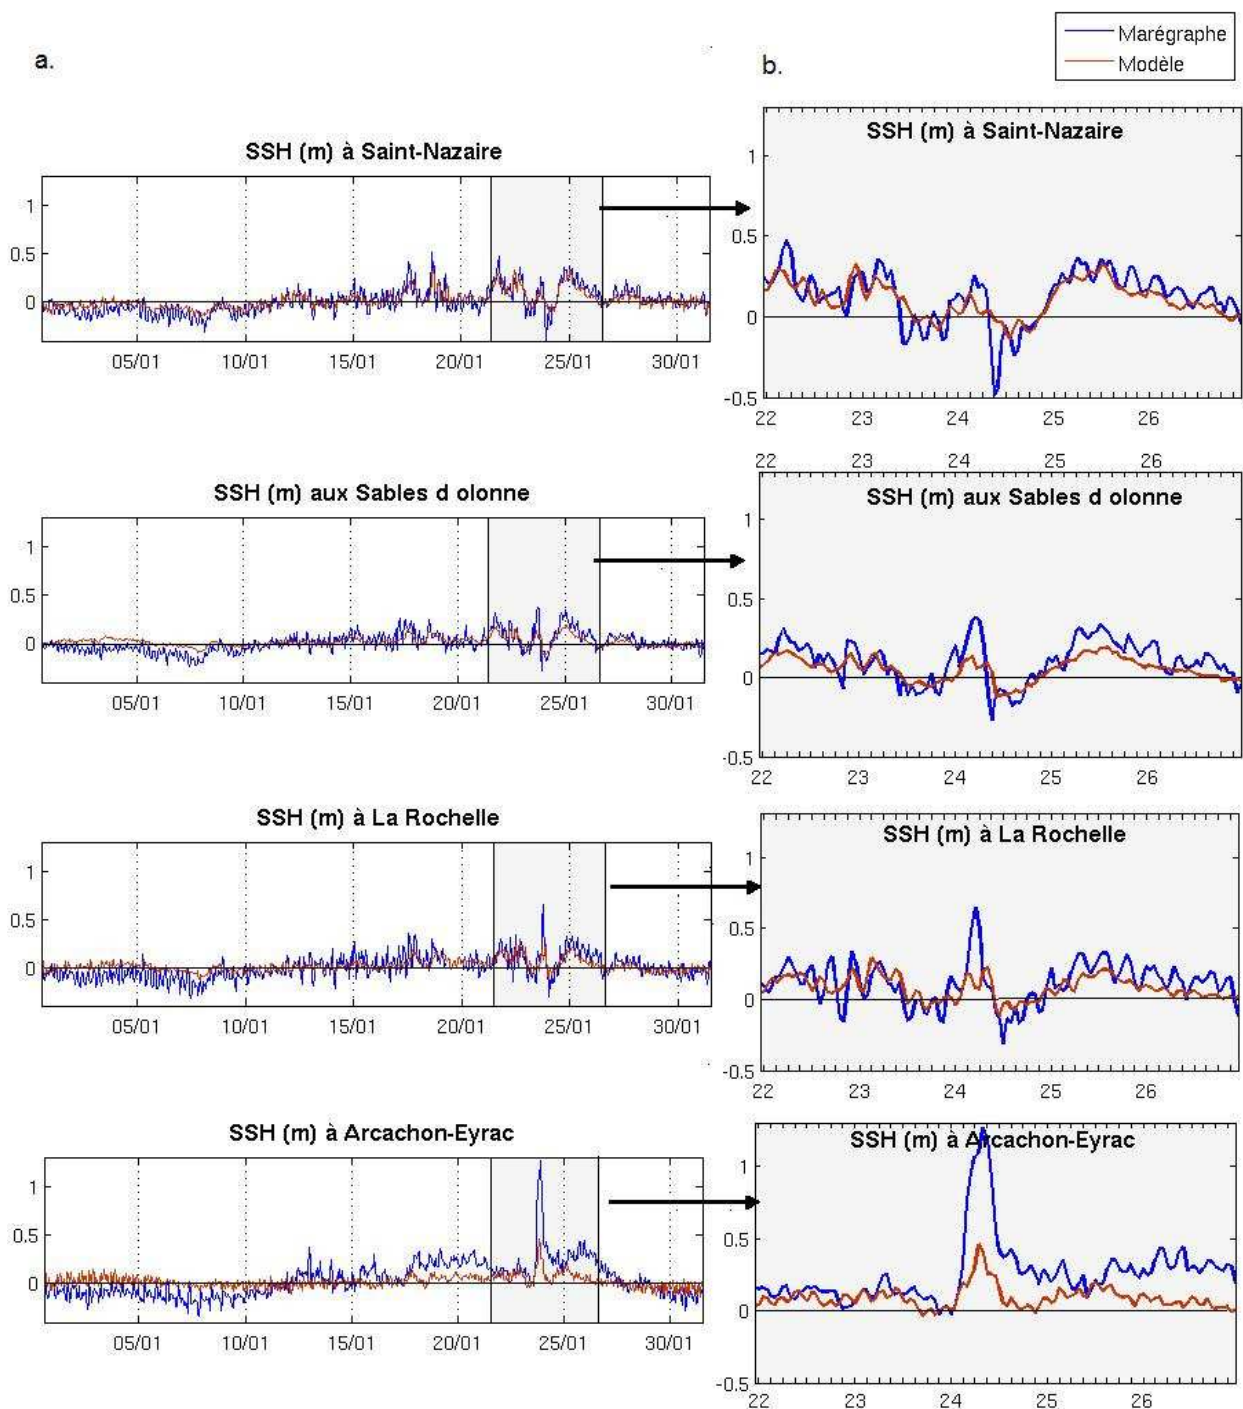 a.
b.
Marégraphe
Modèle
SSH (m) à Saint-Nazaire
1
0.5
0
05/01 10/01 15/01 20/01 25/01 30/01
SSH (m) à Saint-Nazaire
1
0.5
0
-0.5
22 23 24 25 26
SSH (m) aux Sables d olonne
1
0.5
0
05/01 10/01 15/01 20/01 25/01 30/01
22 23 24 25 26
SSH (m) aux Sables d olonne
1
0.5
0
-0.5
22 23 24 25 26
SSH (m) à La Rochelle
1
0.5
0
05/01 10/01 15/01 20/01 25/01 30/01
SSH (m) à La Rochelle
1
0.5
0
-0.5
22 23 24 25 26
SSH (m) à Arcachon-Eyrac
1
0.5
0
05/01 10/01 15/01 20/01 25/01 30/01
SSH (m) à Arcachon-Eyrac
1
0.5
0
-0.5
22 23 24 25 26